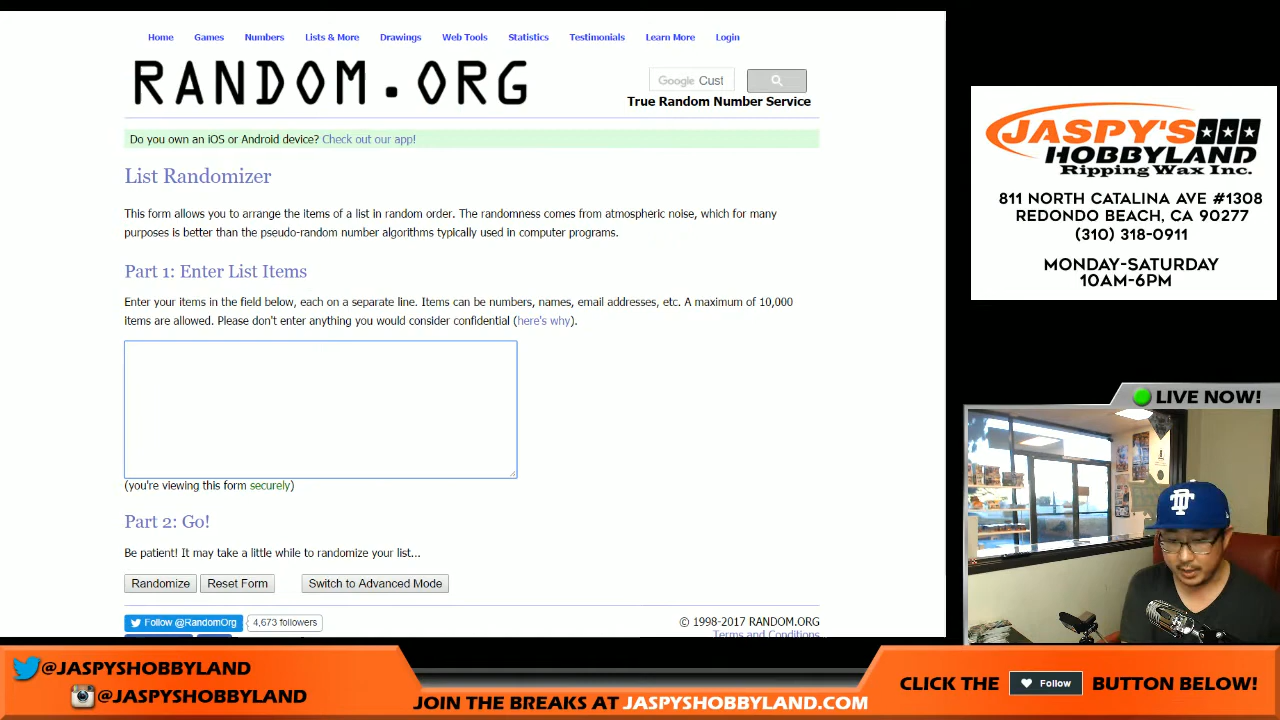 Home Games Numbers Lists & More Drawings Web Tools Statistics Testimonials Learn More Login
RANDOM.ORG
Google Cust
True Random Number Service
Do you own an iOS or Android device? Check out our app!
List Randomizer
This form allows you to arrange the items of a list in random order. The randomness comes from atmospheric noise, which for many
purposes is better than the pseudo-random number algorithms typically used in computer programs.
Part 1: Enter List Items
Enter your items in the field below, each on a separate line. Items can be numbers, names, email addresses, etc. A maximum of 10,000
items are allowed. Please don't enter anything you would consider confidential (here's why).
(you're viewing this form securely)
Part 2: Go!
Be patient! It may take a little while to randomize your list...
Randomize Reset Form Switch to Advanced Mode
Follow @RandomOrg 4,673 followers
© 1998-2017 RANDOM.ORG
Terms and Conditions
JASPY'S
HOBBYLAND
Ripping Wax Inc.
811 NORTH CATALINA AVE #1308
REDONDO BEACH, CA 90277
(310) 318-0911
MONDAY-SATURDAY
10AM-6PM
LIVE NOW!
@JASPYSHOBBYLAND
@JASPYSHOBBYLAND
JOIN THE BREAKS AT JASPYSHOBBYLAND.COM
CLICK THE Follow BUTTON BELOW!